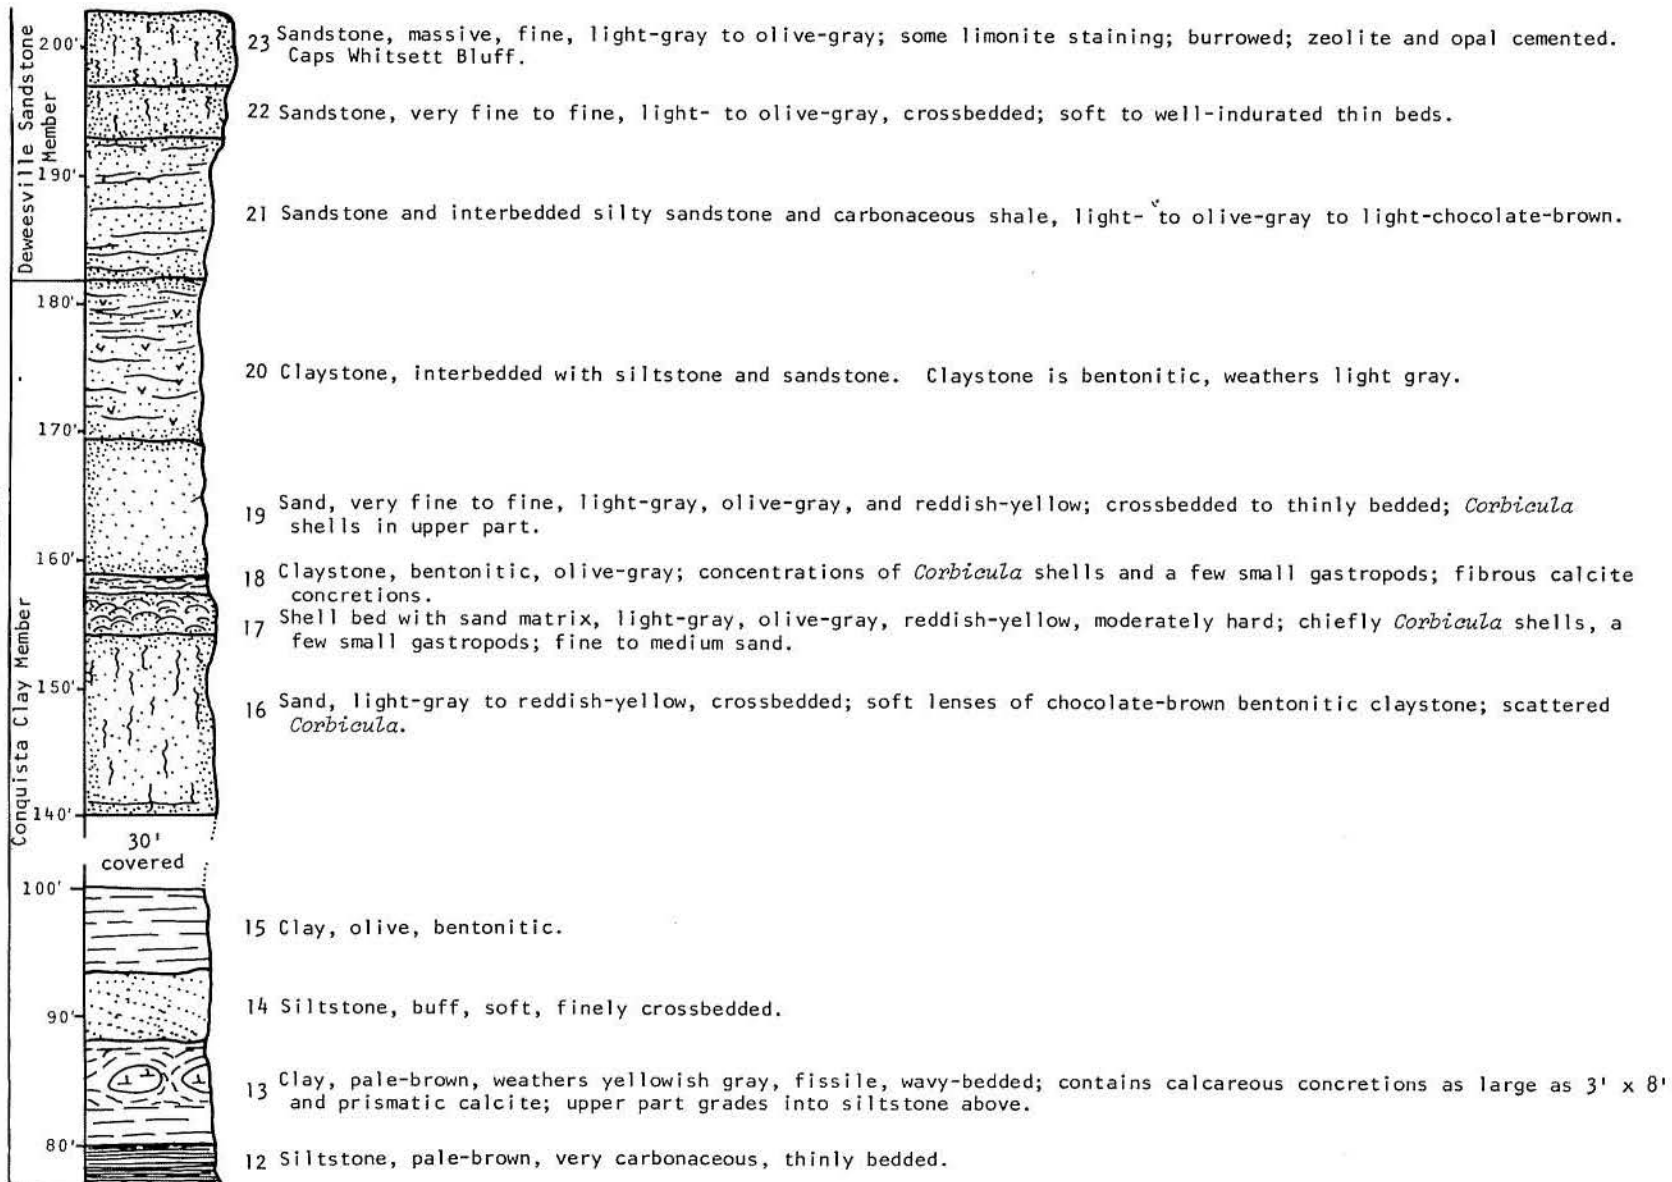 Deweesville Sandstone
Member
Conquista Clay Member
200'
190'
180'
170'
160'
150'
140'
30'
covered
100'
90'
80'
23 Sandstone, massive, fine, light-gray to olive-gray; some limonite staining; burrowed; zeolite and opal cemented.
Caps Whitsett Bluff.
22 Sandstone, very fine to fine, light- to olive-gray, crossbedded; soft to well-indurated thin beds.
21 Sandstone and interbedded silty sandstone and carbonaceous shale, light- to olive-gray to light-chocolate-brown.
20 Claystone, interbedded with siltstone and sandstone. Claystone is bentonitic, weathers light gray.
19 Sand, very fine to fine, light-gray, olive-gray, and reddish-yellow; crossbedded to thinly bedded; Corbicula
shells in upper part.
18 Claystone, bentonitic, olive-gray; concentrations of Corbicula shells and a few small gastropods; fibrous calcite
concretions.
17 Shell bed with sand matrix, light-gray, olive-gray, reddish-yellow, moderately hard; chiefly Corbicula shells, a
few small gastropods; fine to medium sand.
16 Sand, light-gray to reddish-yellow, crossbedded; soft lenses of chocolate-brown bentonitic claystone; scattered
Corbicula.
15 Clay, olive, bentonitic.
14 Siltstone, buff, soft, finely crossbedded.
13 Clay, pale-brown, weathers yellowish gray, fissile, wavy-bedded; contains calcareous concretions as large as 3' x 8'
and prismatic calcite; upper part grades into siltstone above.
12 Siltstone, pale-brown, very carbonaceous, thinly bedded.